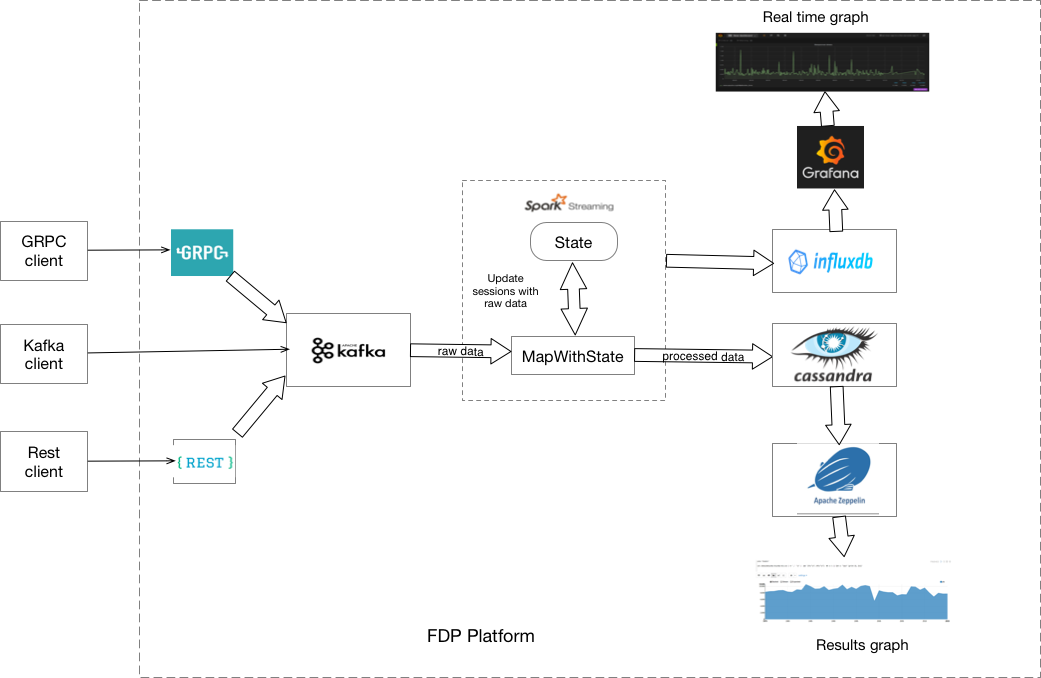 Real time graph
Grafana
Spark Streaming
State
GRPC
client
GRPC
influxdb
Update
sessions with
raw data
Kafka
client
APACHE
kafka
raw data
MapWithState
processed data
cassandra
Rest
client
{ REST }
Apache Zeppelin
FDP Platform
Results graph